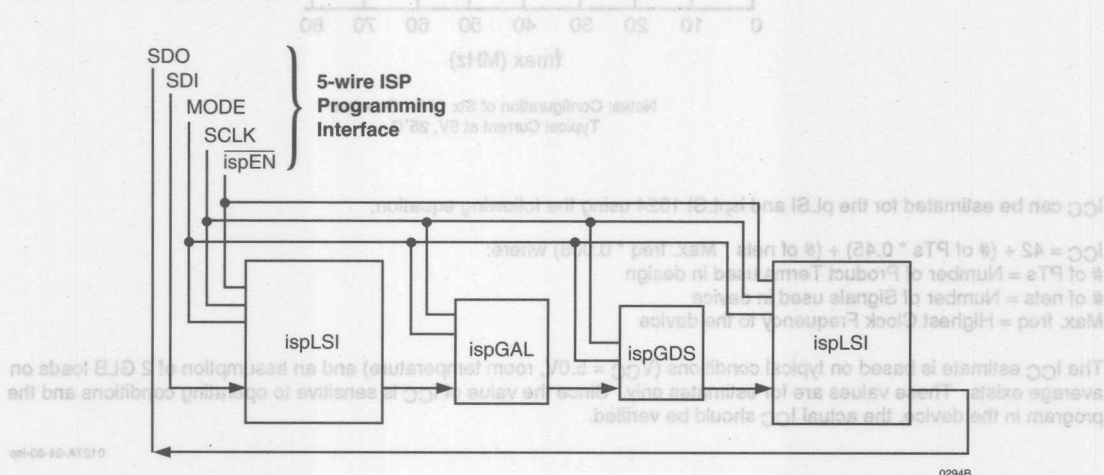 80 70 60 50 40 30 20 10 0
fmax (MHz)
SDO
SDI
MODE
SCLK
ispEN
5-wire ISP
Programming
Interface
Notes: Configuration of
Typical Current at 5V, 25°C
ICC can be estimated for the pLSI and ispLSI 1024 using the following equation:
ICC = 42 + (# of PTs * 0.45) + (# of nets * Max. freq * where:
# of PTs = Number of Product Terms used in design
# of nets = Number of Signals used in device
Max. freq = Highest Clock Frequency to the device
ispLSI
ispGAL
ispGDS
ispLSI
The ICC estimate is based on typical conditions (VCC = 5.0V, room temperature) and an assumption of 2 GLB loads on
average exists. These values are for estimates only. Since the value of ICC is sensitive to operating conditions and the
program in the device, the actual ICC should be verified.
0127A-24-80-isp
0294B